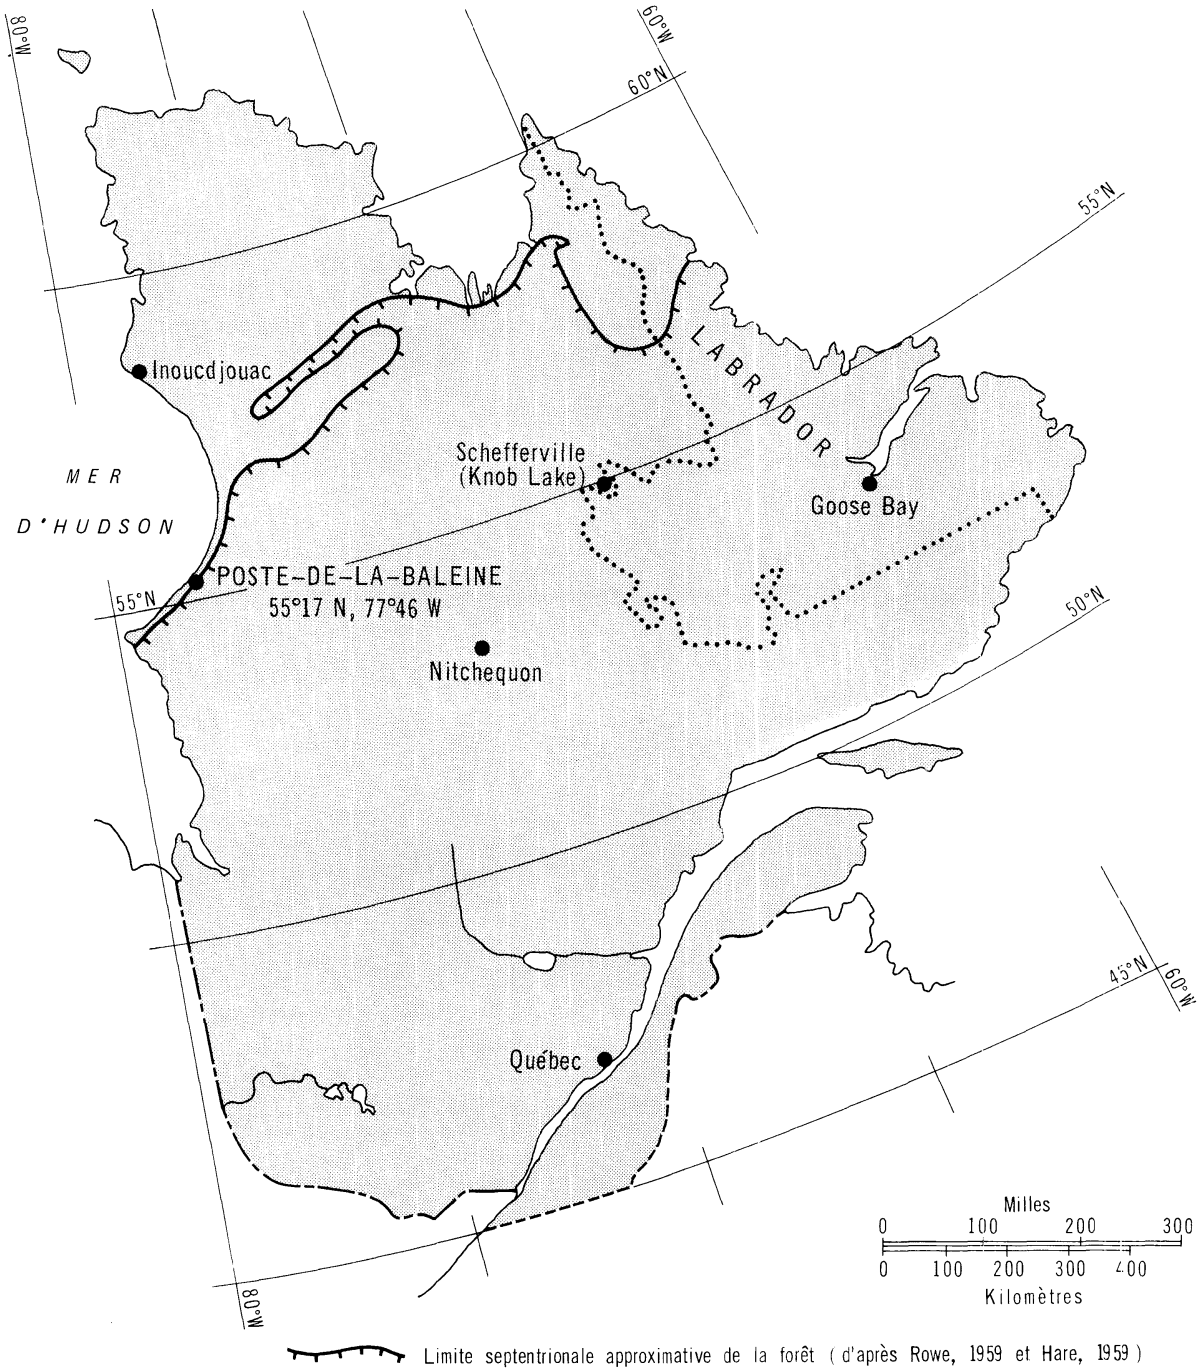 80°W
60°W
60°N
55°N
Inoucdjouac
LABRADOR
MER
D'HUDSON
Schefferville
(Knob Lake)
Goose Bay
POSTE-DE-LA-BALEINE
55°17 N, 77°46 W
55°N
50°N
Nitchequon
45°N
60°W
Québec
80°W
Milles
0 100 200 300
0 100 200 300 400
Kilomètres
Limite septentrionale approximative de la forêt ( d'après Rowe, 1959 et Hare, 1959 )